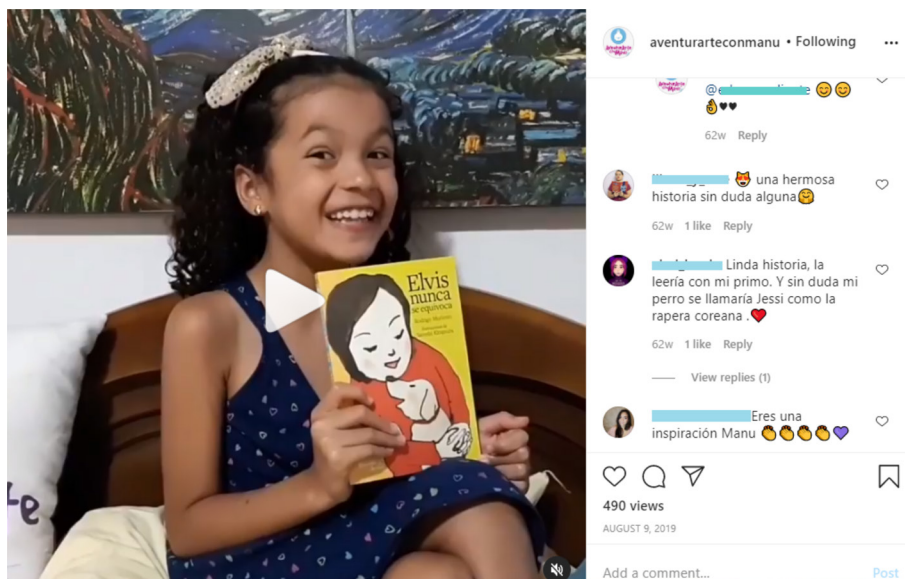 aventurarteconmanu • Following
62w Reply
una hermosa
historia sin duda alguna
62w 1 like Reply
Linda historia, la
leería con mi primo. Y sin duda mi
perro se llamaría Jessi como la
rapera coreana .
62w 1 like Reply
View replies (1)
Eres una
inspiración Manu
490 views
AUGUST 9, 2019
Add a comment... Post
Elvis
nunca
se equivoca